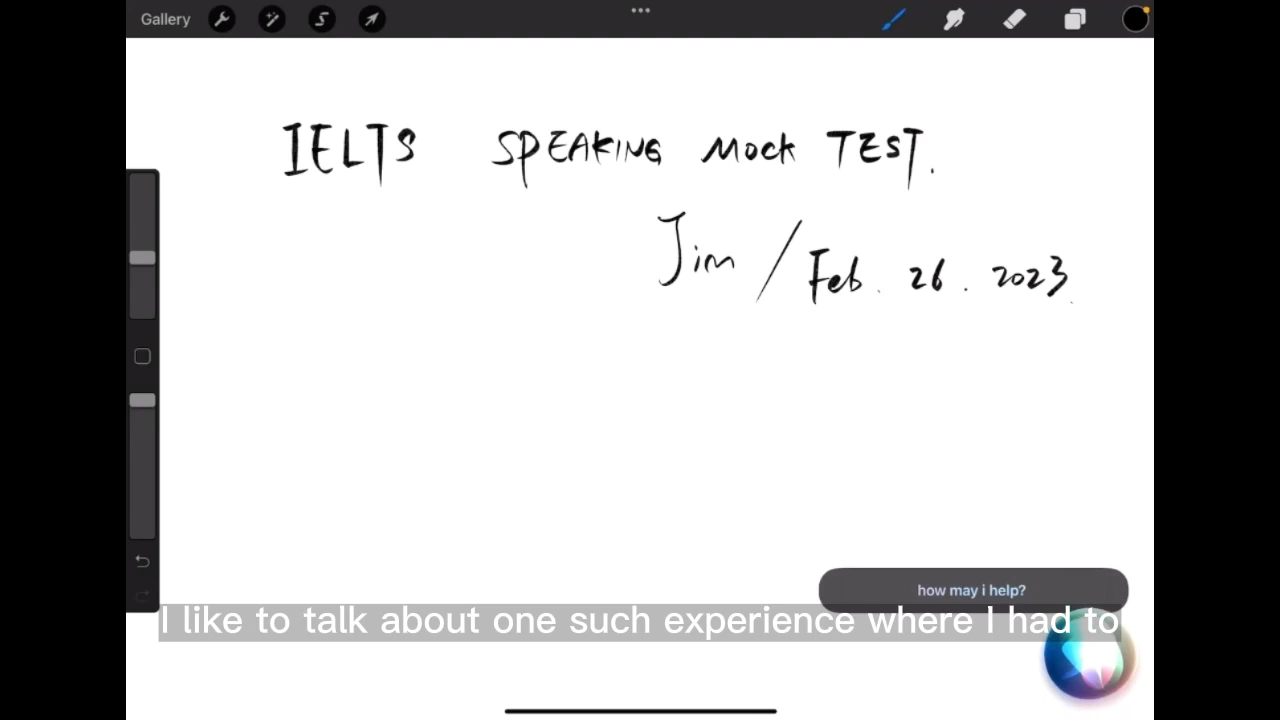 Gallery
IELTS SPEAKING MOCK TEST.
Jim / Feb. 26. 2023.
how may i help?
I like to talk about one such experience where I had to